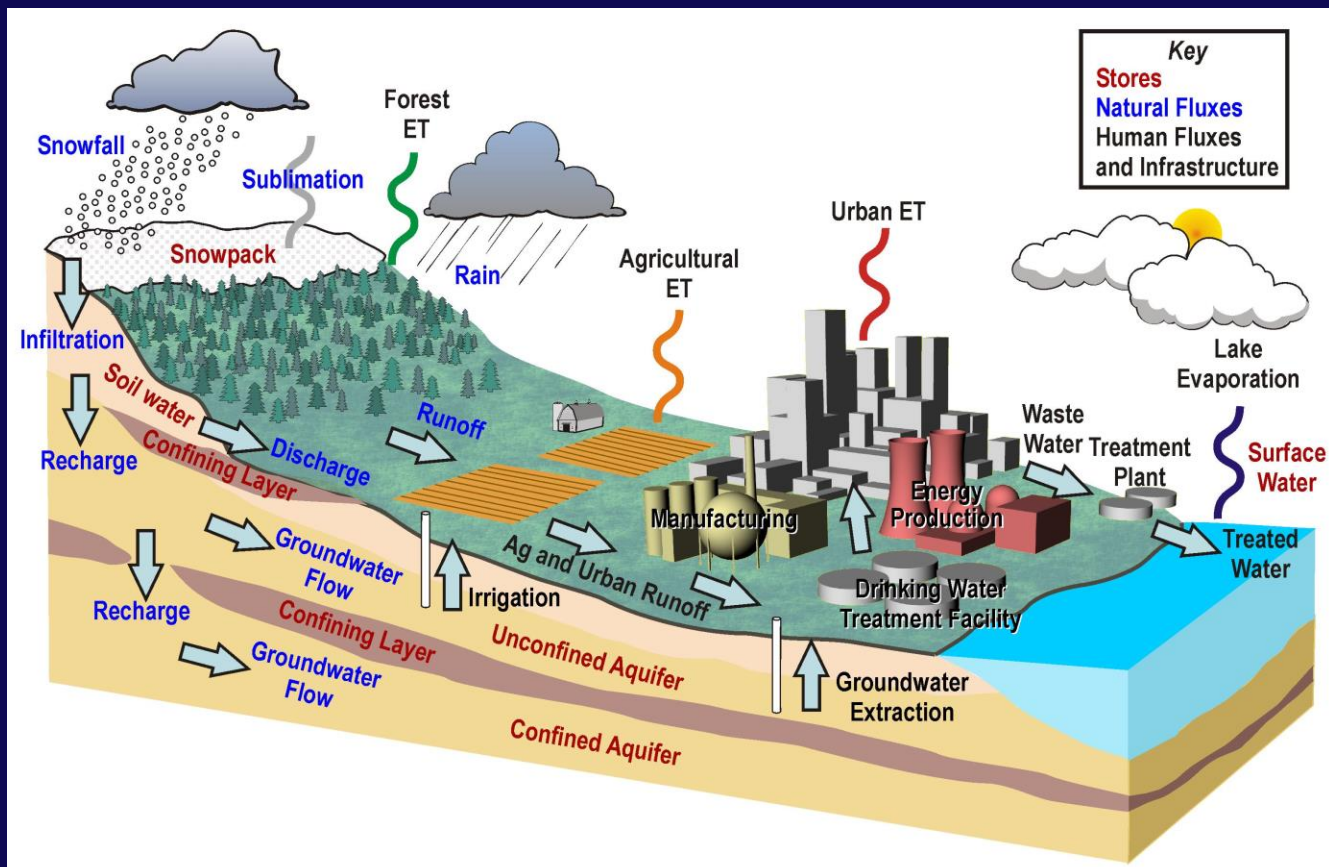 Key
Stores
Natural Fluxes
Human Fluxes
and Infrastructure
Forest
ET
Snowfall
Sublimation
Snowpack
Rain
Urban ET
Agricultural
ET
Infiltration
Lake
Evaporation
Soil water
Runoff
Recharge
Discharge
Confining Layer
Waste
Water
Treatment
Plant
Surface
Water
Manufacturing
Energy
Production
Treated
Water
Groundwater
Flow
Ag and Urban Runoff
Irrigation
Drinking Water
Treatment Facility
Recharge
Confining Layer
Unconfined Aquifer
Groundwater
Flow
Groundwater
Extraction
Confined Aquifer